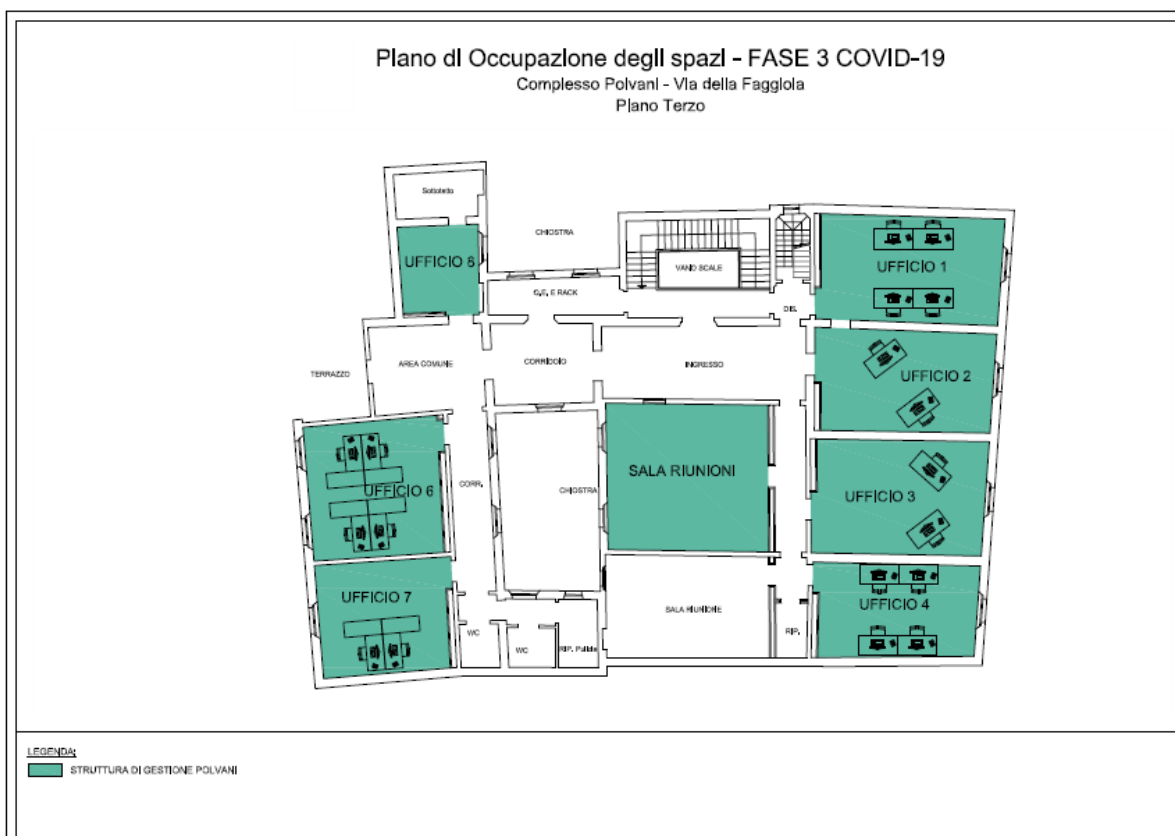 Piano di Occupazione degli spazi - FASE 3 COVID-19
Complesso Polvani - Via della Faggiola
Piano Terzo
Sottotetto
CHIOSTRA
UFFICIO 8
VANO SCALE
UFFICIO 1
Q.E. E RACK
DIS.
TERRAZZO
AREA COMUNE
CORRIDOIO
INGRESSO
UFFICIO 2
SALA RIUNIONI
UFFICIO 6
CORR.
CHIOSTRA
UFFICIO 3
UFFICIO 7
SALA RIUNIONE
UFFICIO 4
WC
WC
RIP. Pulizie
RIP.
LEGENDA:
STRUTTURA DI GESTIONE POLVANI